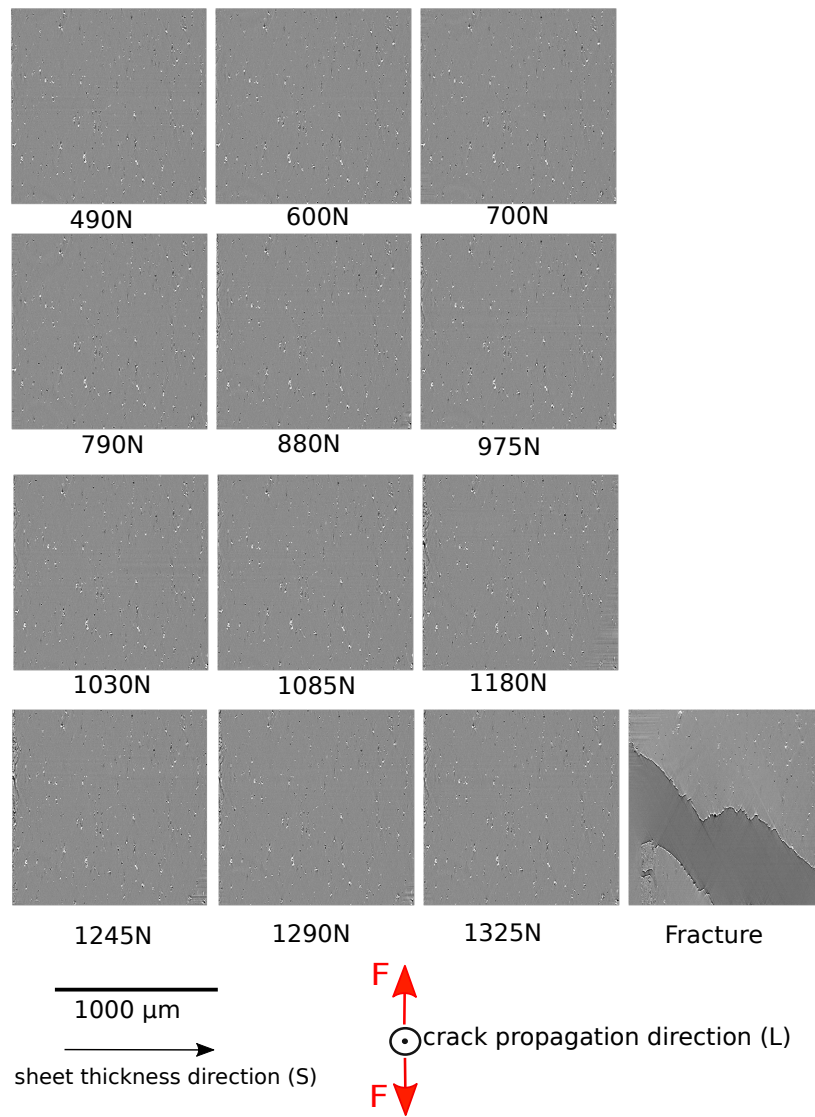 490N
600N
700N
790N
880N
975N
1030N
1085N
1180N
1245N
1290N
1325N
Fracture
1000 µm
sheet thickness direction (S)
F
crack propagation direction (L)
F